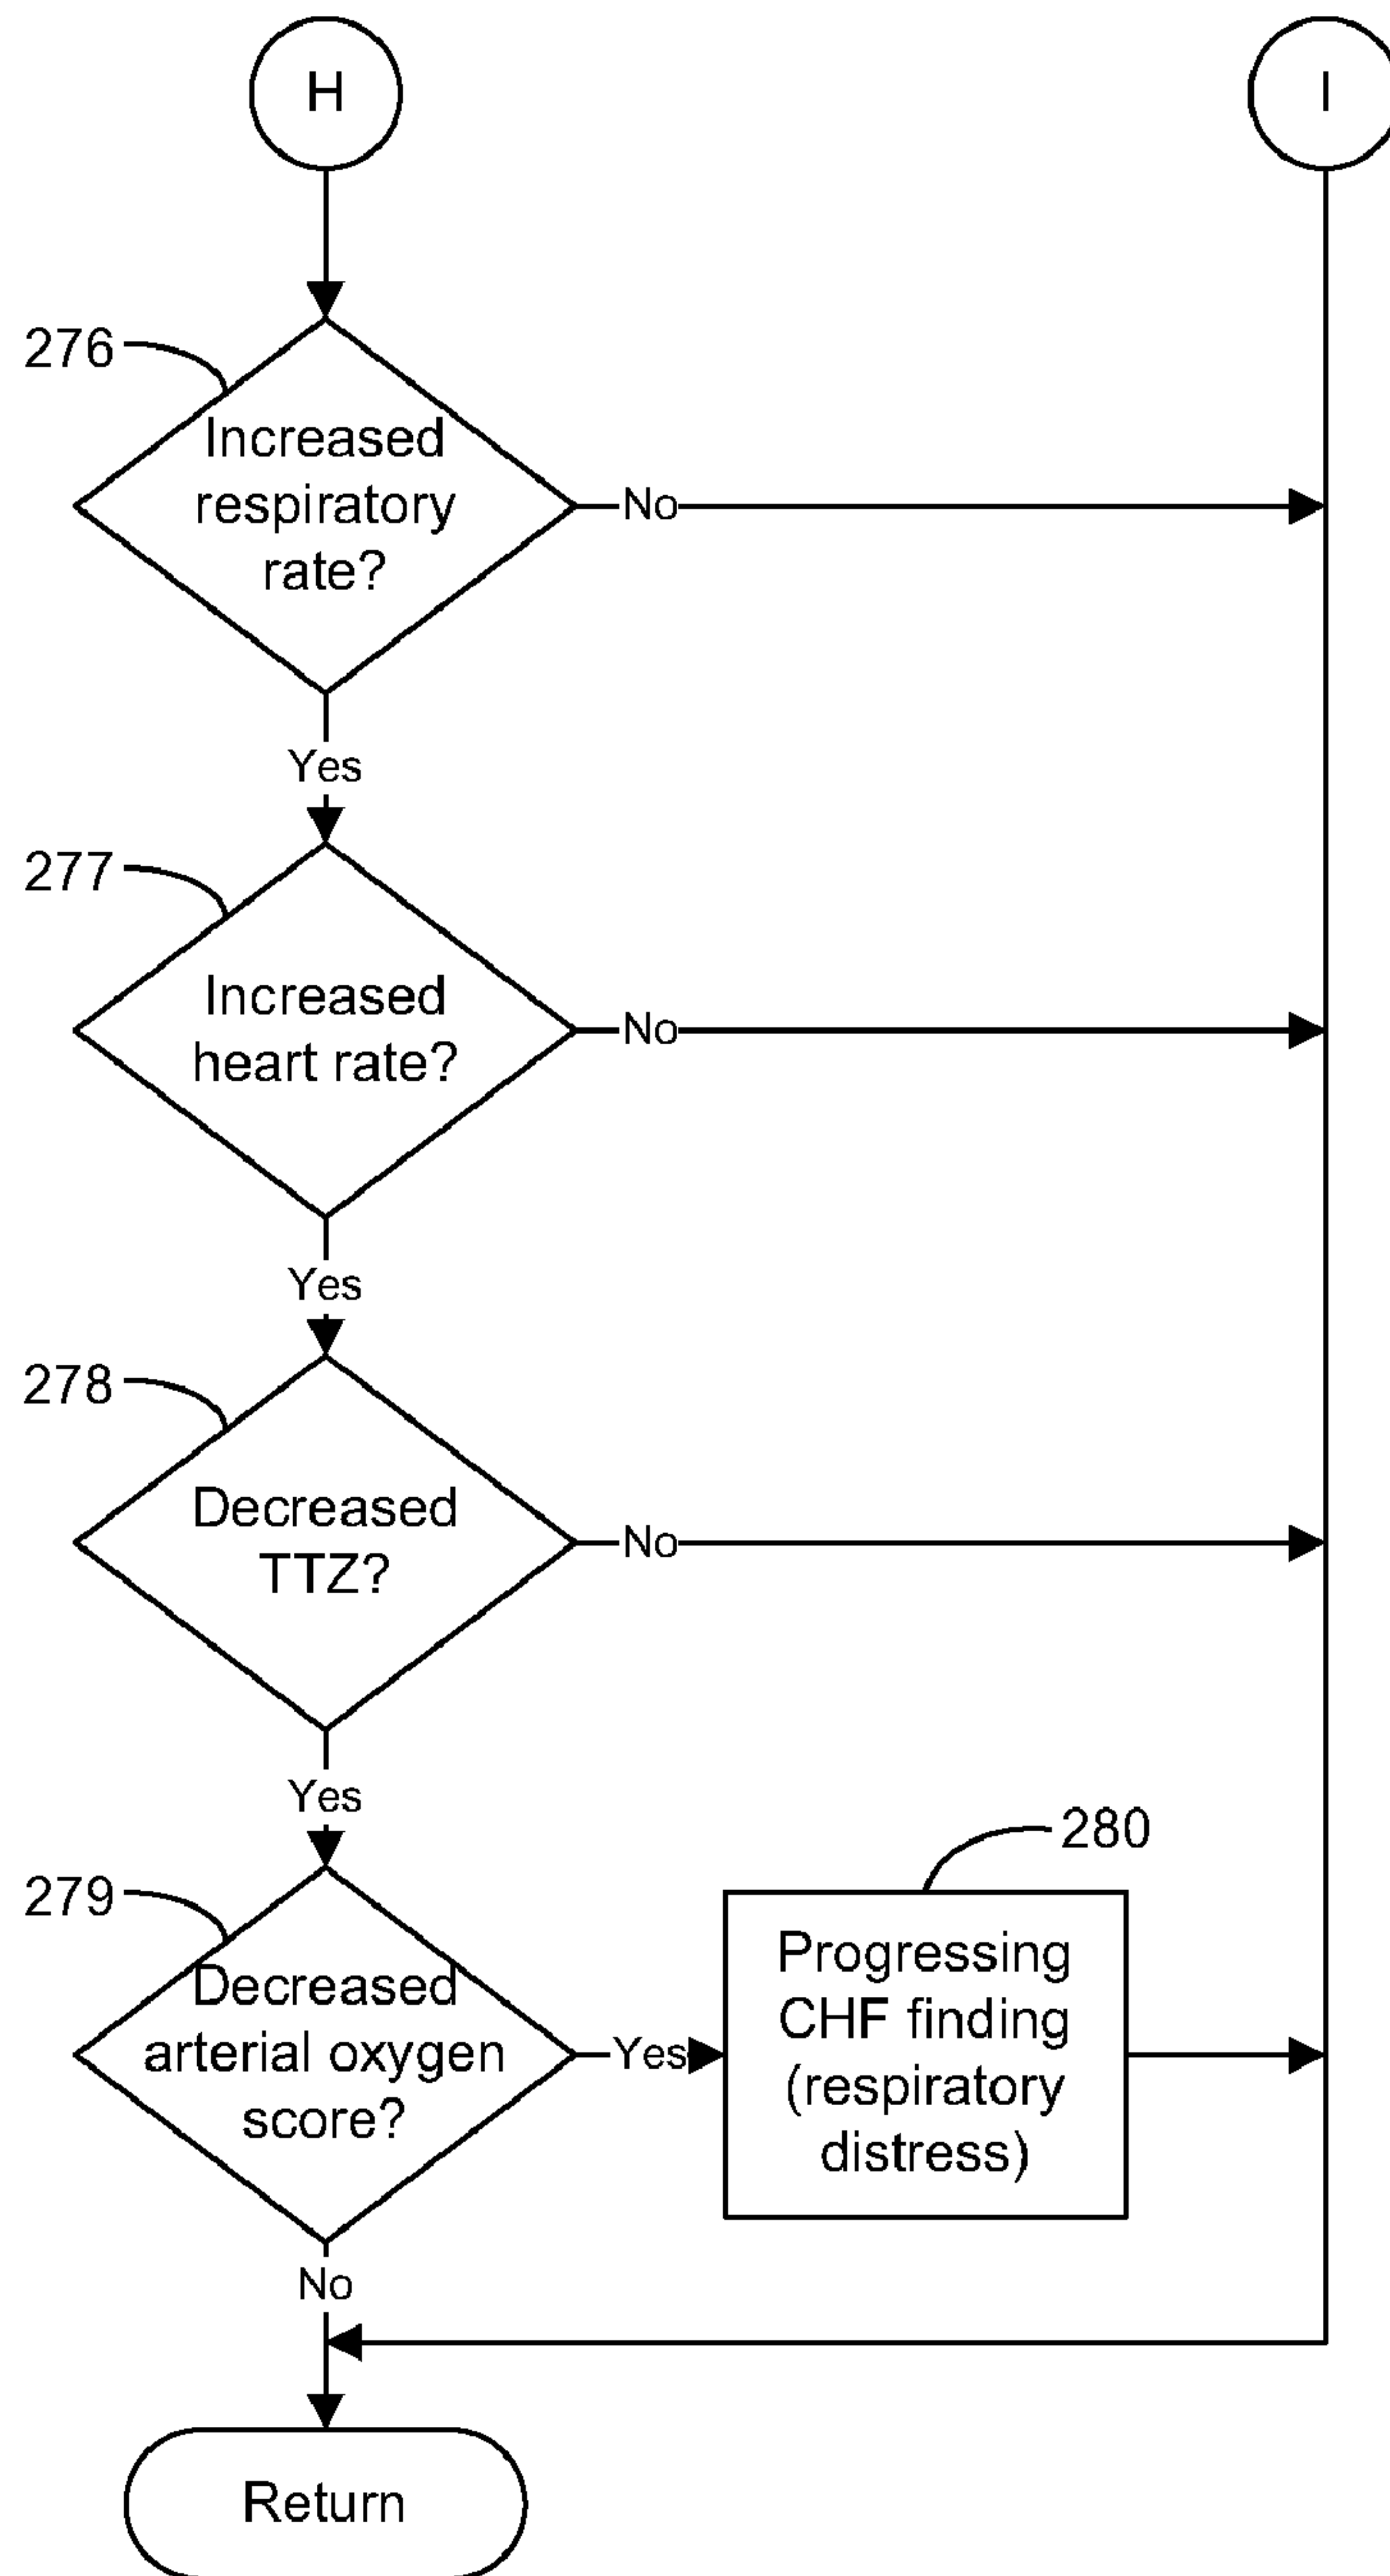 H
I
276
Increased
respiratory
rate?
No
Yes
277
Increased
heart rate?
No
Yes
278
Decreased
TTZ?
No
Yes
279
Decreased
arterial oxygen
score?
Yes
280
Progressing
CHF finding
(respiratory
distress)
No
Return